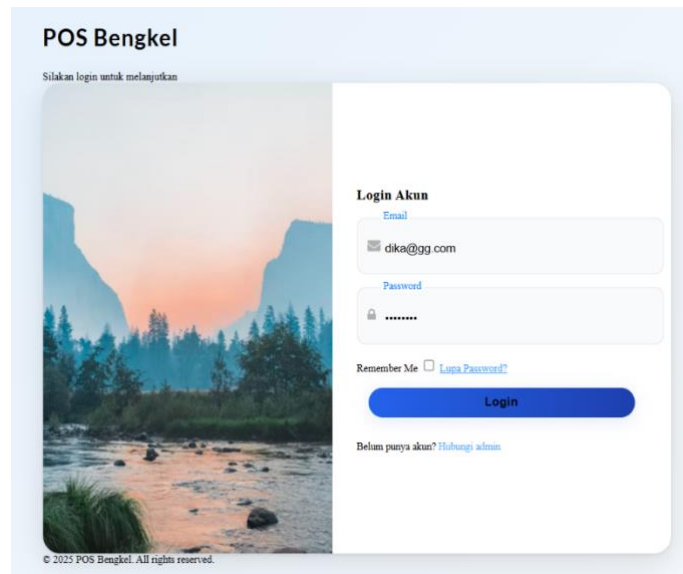 POS Bengkel
Silakan login untuk melanjutkan
Login Akun
Email
dika@gg.com
Password
••••••••
Remember Me Lupa Password?
Login
Belum punya akun? Hubungi admin
© 2025 POS Bengkel. All rights reserved.